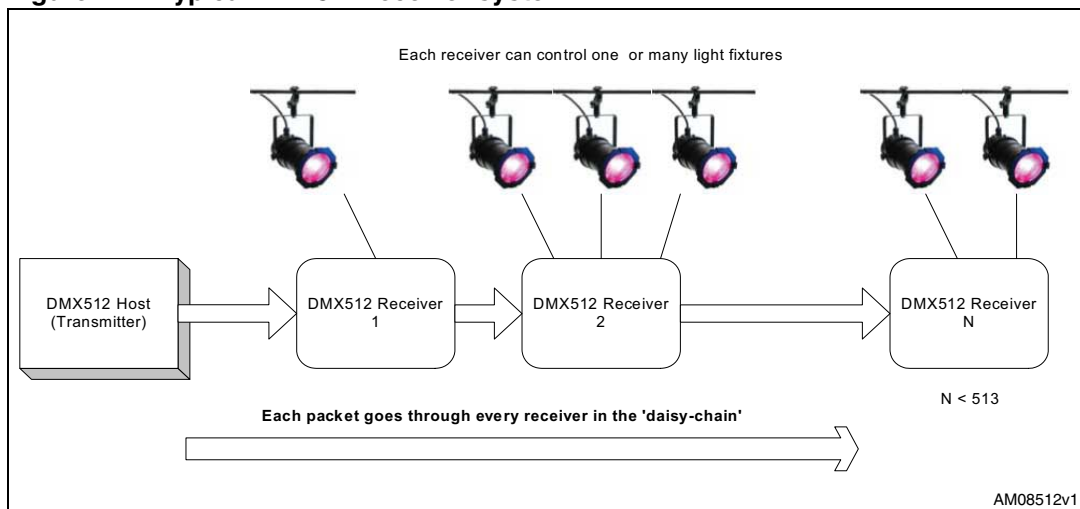 Each receiver can control one or many light fixtures
DMX512 Host
(Transmitter)
DMX512 Receiver
1
DMX512 Receiver
2
DMX512 Receiver
N
N < 513
Each packet goes through every receiver in the 'daisy-chain'
AM08512v1